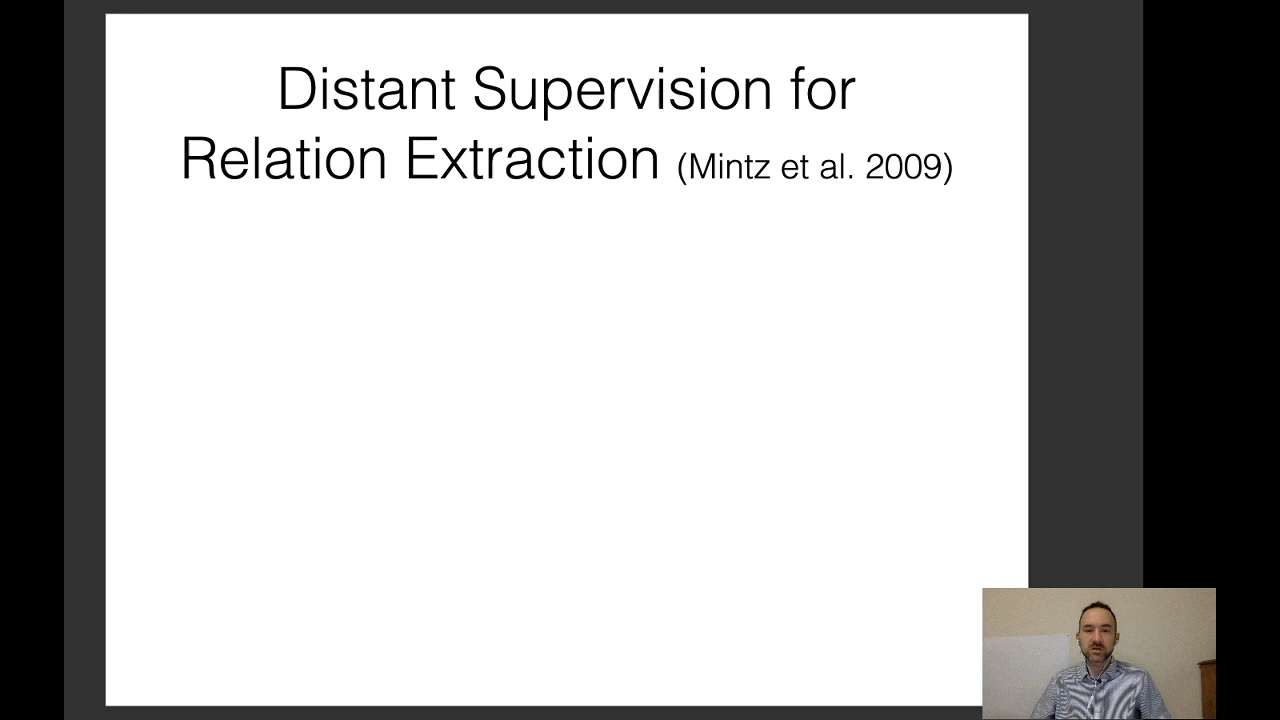 Distant Supervision for
Relation Extraction (Mintz et al. 2009)